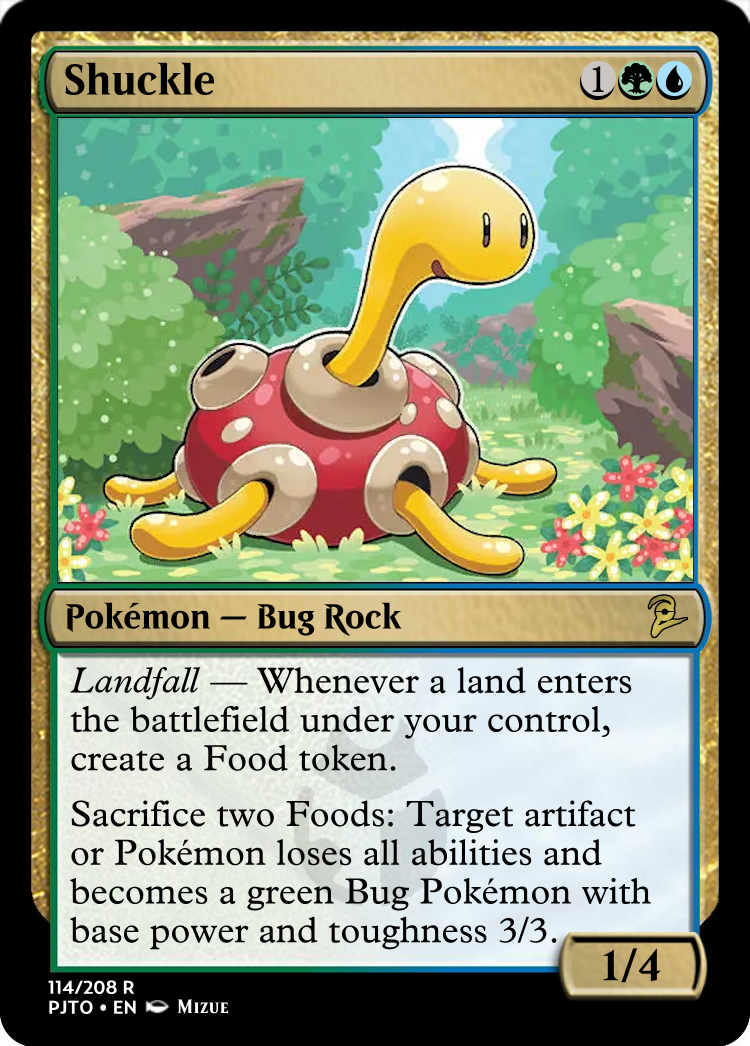 Shuckle 1
Pokémon — Bug Rock
Landfall — Whenever a land enters
the battlefield under your control,
create a Food token.
Sacrifice two Foods: Target artifact
or Pokémon loses all abilities and
becomes a green Bug Pokémon with
base power and toughness 3/3.
1/4
114/208 R
PJTO • EN Mizue